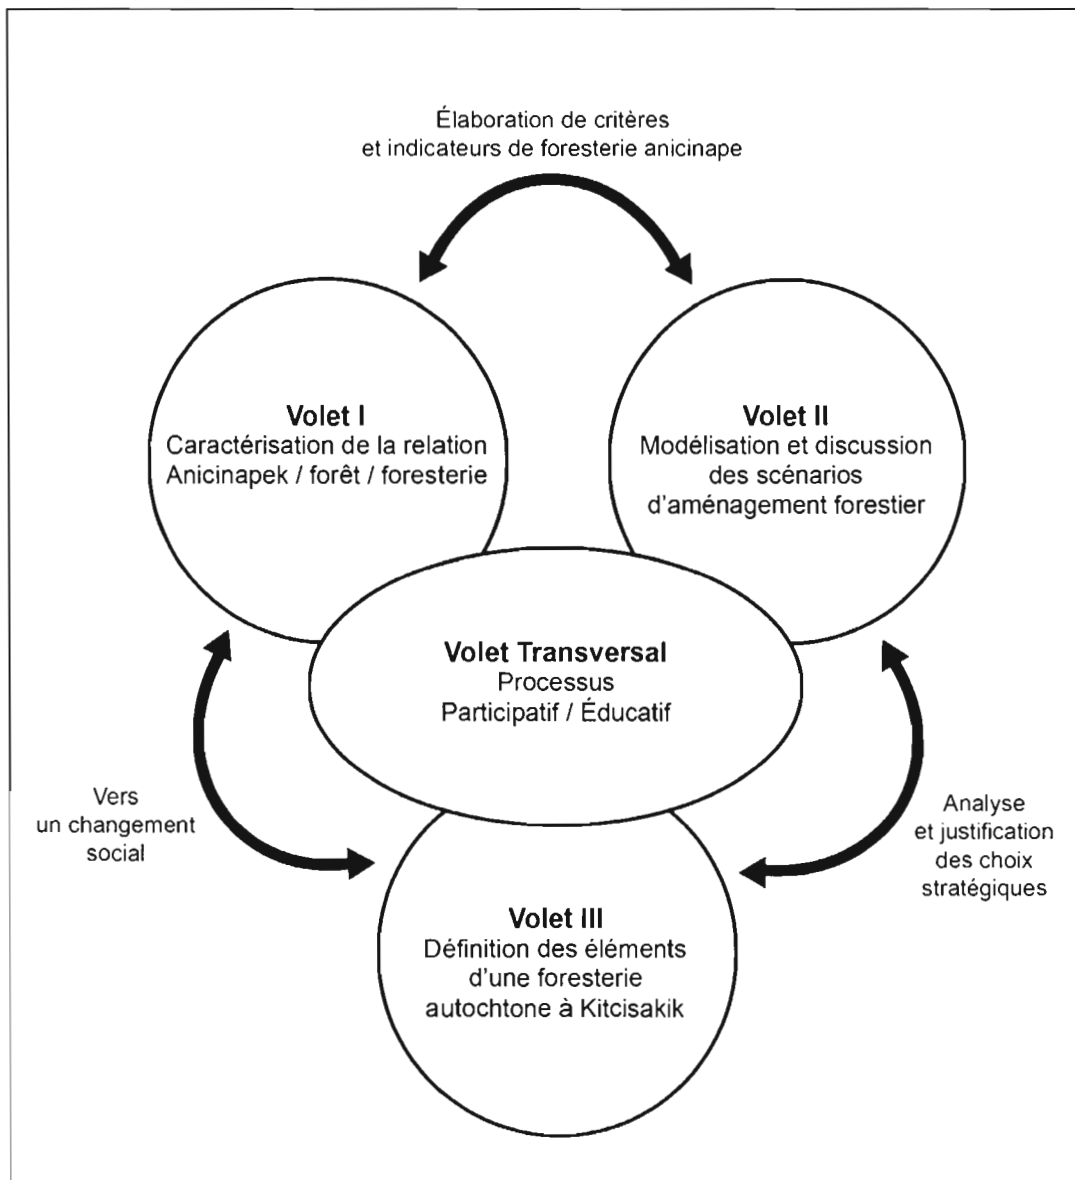 Élaboration de critères
et indicateurs de foresterie anicinape
Volet I
Caractérisation de la relation
Anicinapek / forêt / foresterie
Volet II
Modélisation et discussion
des scénarios
d'aménagement forestier
Volet Transversal
Processus
Participatif / Éducatif
Vers
un changement
social
Analyse
et justification
des choix
stratégiques
Volet III
Définition des éléments
d'une foresterie
autochtone à Kitcisakik